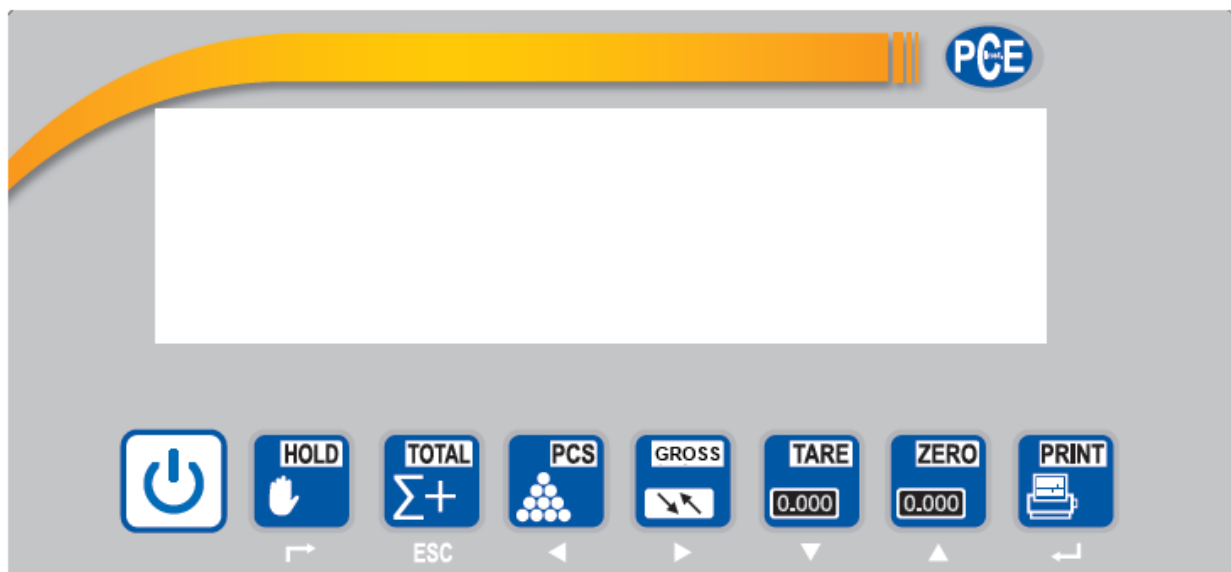 PCE
HOLD TOTAL PCS GROSS TARE ZERO PRINT
0.000 0.000
ESC